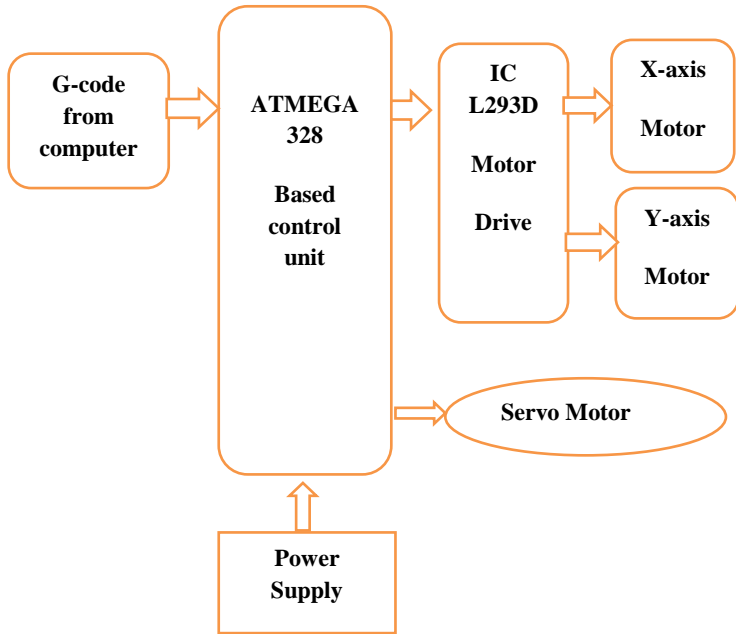 G-code
from
computer
ATMEGA
328
Based
control
unit
IC
L293D
Motor
Drive
X-axis
Motor
Y-axis
Motor
Servo Motor
Power
Supply